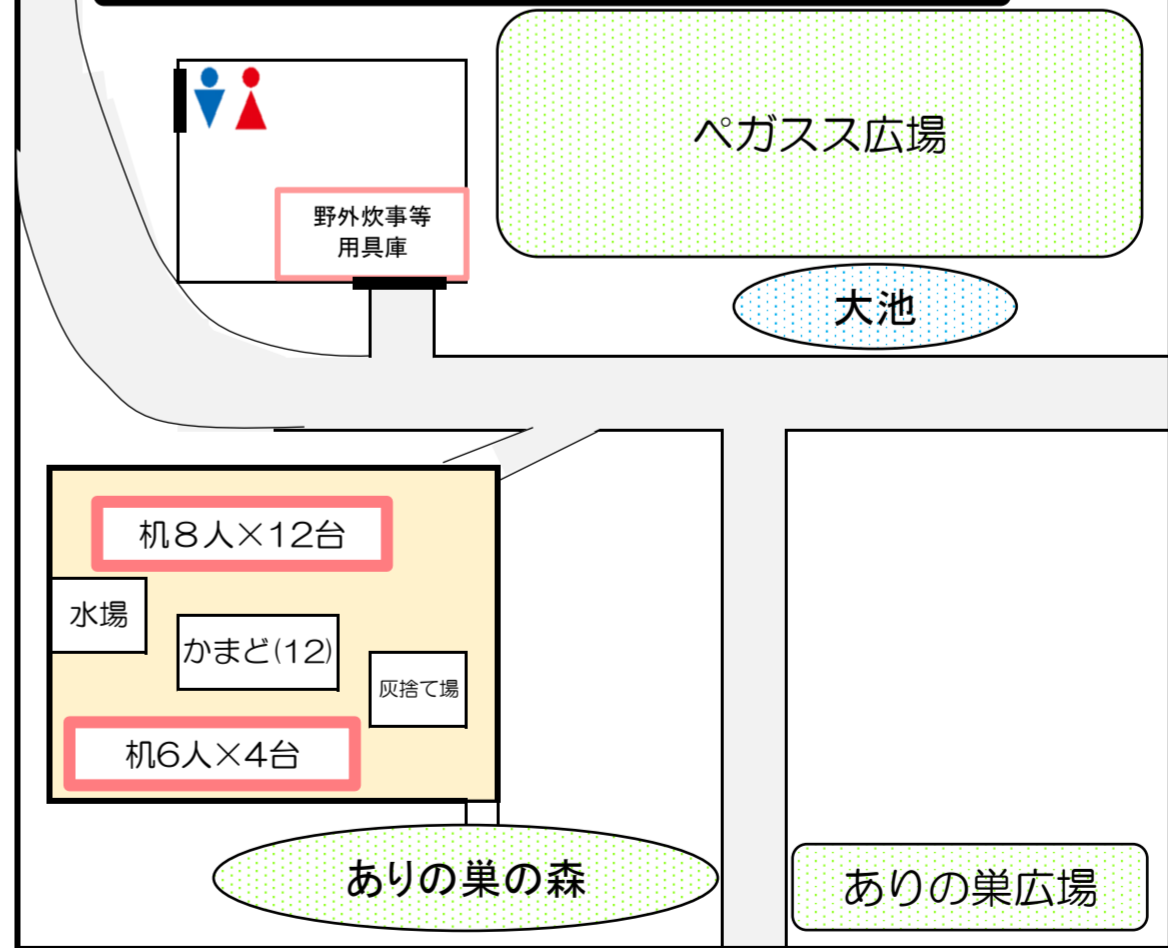 ペガスス広場
野外炊事等
用具庫
大池
机８人×12台
水場
かまど(12)
灰捨て場
机6人×4台
ありの巣の森
ありの巣広場